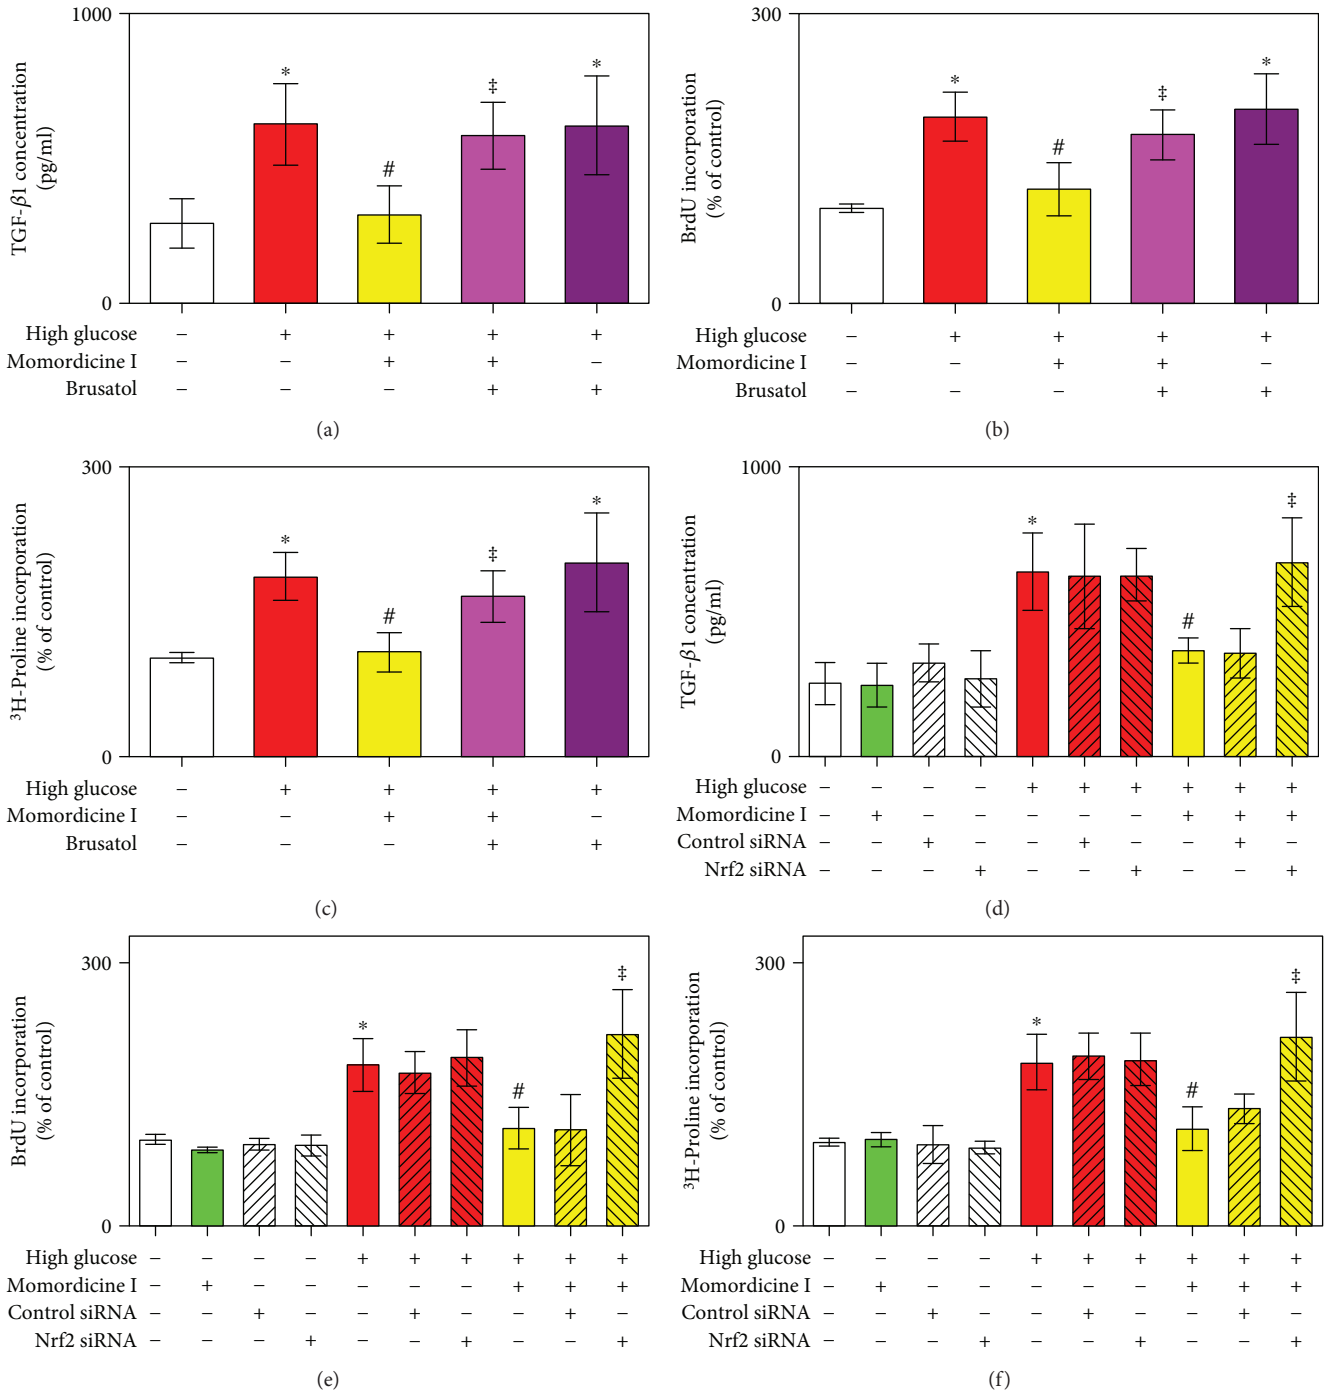 1000
TGF-β1 concentration
(pg/ml)
0
* # ‡ *
High glucose − + + + +
Momordicine I − − + + −
Brusatol − − − + +
(a)
300
BrdU incorporation
(% of control)
0
* # ‡ *
High glucose − + + + +
Momordicine I − − + + −
Brusatol − − − + +
(b)
300
³H-Proline incorporation
(% of control)
0
* # ‡ *
High glucose − + + + +
Momordicine I − − + + −
Brusatol − − − + +
(c)
1000
TGF-β1 concentration
(pg/ml)
0
* # ‡
High glucose − − − − + + + + + +
Momordicine I − + − − − − − + + +
Control siRNA − − + − − + − − + −
Nrf2 siRNA − − − + − − + − − +
(d)
300
BrdU incorporation
(% of control)
0
* # ‡
High glucose − − − − + + + + + +
Momordicine I − + − − − − − + + +
Control siRNA − − + − − + − − + −
Nrf2 siRNA − − − + − − + − − +
(e)
300
³H-Proline incorporation
(% of control)
0
* # ‡
High glucose − − − − + + + + + +
Momordicine I − + − − − − − + + +
Control siRNA − − + − − + − − + −
Nrf2 siRNA − − − + − − + − − +
(f)